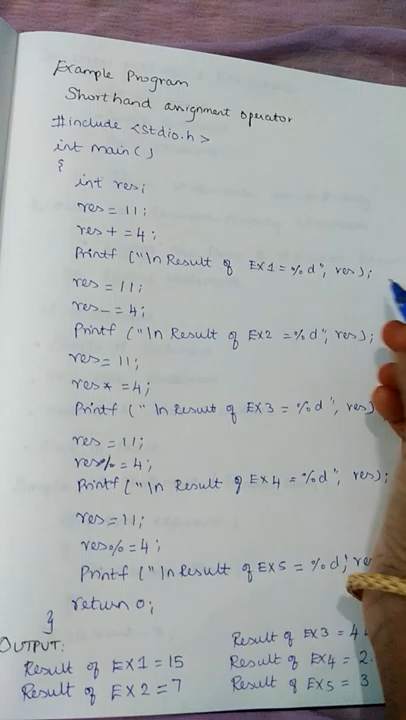 Example Program
Shorthand assignment operator
#include <stdio.h>
int main()
{
int res;
res = 11;
res + = 4;
Printf ("\n Result of EX1 = %d", res);
res = 11;
res - = 4;
Printf ("\n Result of EX2 = %d", res);
res = 11;
res * = 4;
Printf ("\n Result of EX3 = %d", res)
res = 11;
res% = 4;
Printf ("\n Result of EX4 = %d", res);
res = 11;
res% = 4;
Printf ("\n Result of EX5 = %d", re
return 0;
}
OUTPUT:
Result of EX1 = 15
Result of EX2 = 7
Result of EX3 = 44
Result of EX4 = 2.
Result of EX5 = 3